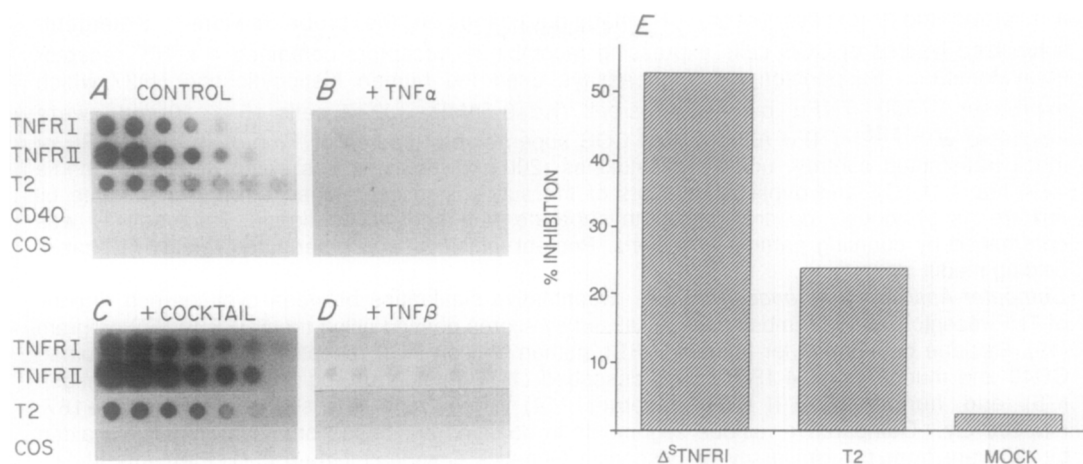 A CONTROL
B + TNFα
TNFR I
TNFR II
T2
CD40
COS
C + COCKTAIL
D + TNFβ
TNFR I
TNFR II
T2
COS
E
% INHIBITION
50
40
30
20
10
ΔSTNFRI
T2
MOCK